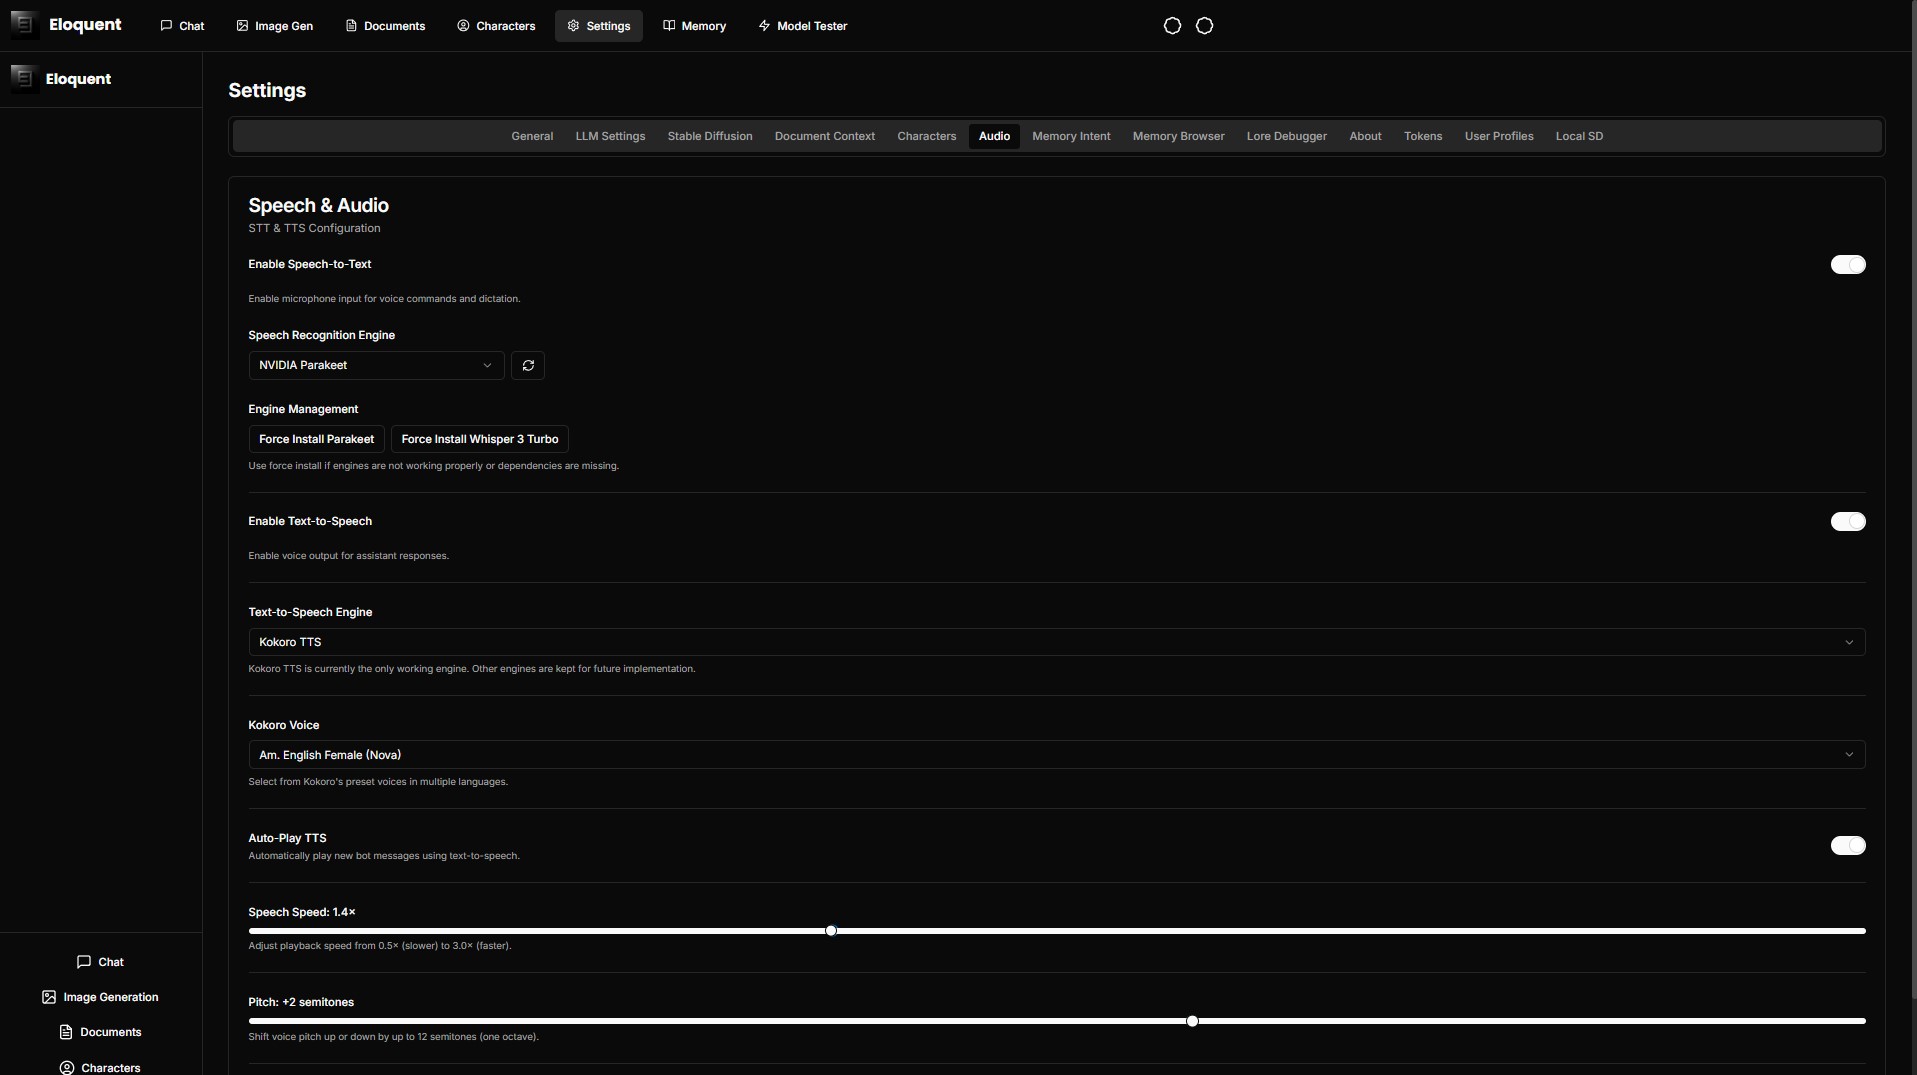 Eloquent
Chat
Image Gen
Documents
Characters
Settings
Memory
Model Tester
Eloquent
Settings
General
LLM Settings
Stable Diffusion
Document Context
Characters
Audio
Memory Intent
Memory Browser
Lore Debugger
About
Tokens
User Profiles
Local SD
Speech & Audio
STT & TTS Configuration
Enable Speech-to-Text
Enable microphone input for voice commands and dictation.
Speech Recognition Engine
NVIDIA Parakeet
Engine Management
Force Install Parakeet
Force Install Whisper 3 Turbo
Use force install if engines are not working properly or dependencies are missing.
Enable Text-to-Speech
Enable voice output for assistant responses.
Text-to-Speech Engine
Kokoro TTS
Kokoro TTS is currently the only working engine. Other engines are kept for future implementation.
Kokoro Voice
Am. English Female (Nova)
Select from Kokoro's preset voices in multiple languages.
Auto-Play TTS
Automatically play new bot messages using text-to-speech.
Speech Speed: 1.4×
Adjust playback speed from 0.5× (slower) to 3.0× (faster).
Pitch: +2 semitones
Shift voice pitch up or down by up to 12 semitones (one octave).
Chat
Image Generation
Documents
Characters